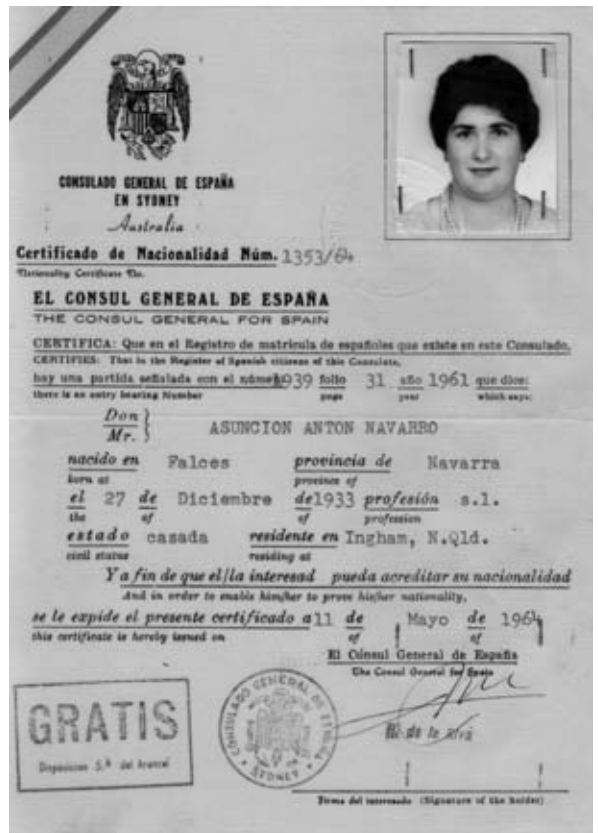 CONSULADO GENERAL DE ESPAÑA
EN SYDNEY
Australia
Certificado de Nacionalidad Núm. 1353/64
Nationality Certificate No.
EL CONSUL GENERAL DE ESPAÑA
THE CONSUL GENERAL FOR SPAIN
CERTIFICA: Que en el Registro de matrícula de españoles que existe en este Consulado,
CERTIFIES: That in the Register of Spanish citizens of this Consulate,
hay una partida señalada con el número 939 folio 31 año 1961 que dice:
there is an entry bearing Number page year which says:
Don
Mr. } ASUNCION ANTON NAVARRO
nacido en Falces provincia de Navarra
born at province of
el 27 de Diciembre de 1933 profesión s.l.
the of of profession
estado casada residente en Ingham, N.Qld.
civil status residing at
Y a fin de que el/la interesad pueda acreditar su nacionalidad
And in order to enable him/her to prove his/her nationality,
se le expide el presente certificado a 11 de Mayo de 1964
this certificate is hereby issued on of of
El Cónsul General de España
The Consul General for Spain
GRATIS
Disposicion 5.ª del Arancel
CONSULADO GENERAL DE ESPAÑA
SYDNEY
de la Riva
Firma del interesado (Signature of the holder)